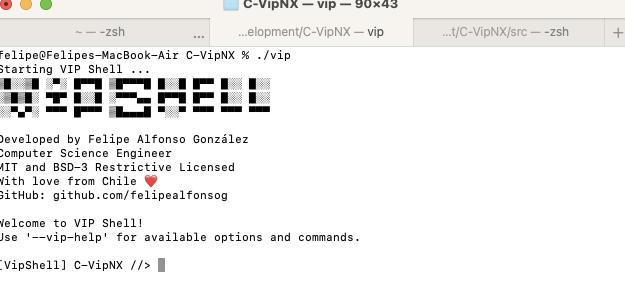 C-VipNX — vip — 90×43
~ — -zsh ... ...elopment/C-VipNX — vip ...t/C-VipNX/src — -zsh +
felipe@Felipes-MacBook-Air C-VipNX % ./vip
Starting VIP Shell ...
Developed by Felipe Alfonso González
Computer Science Engineer
MIT and BSD-3 Restrictive Licensed
With love from Chile ❤️
GitHub: github.com/felipealfonsog
Welcome to VIP Shell!
Use '--vip-help' for available options and commands.
[VipShell] C-VipNX //>